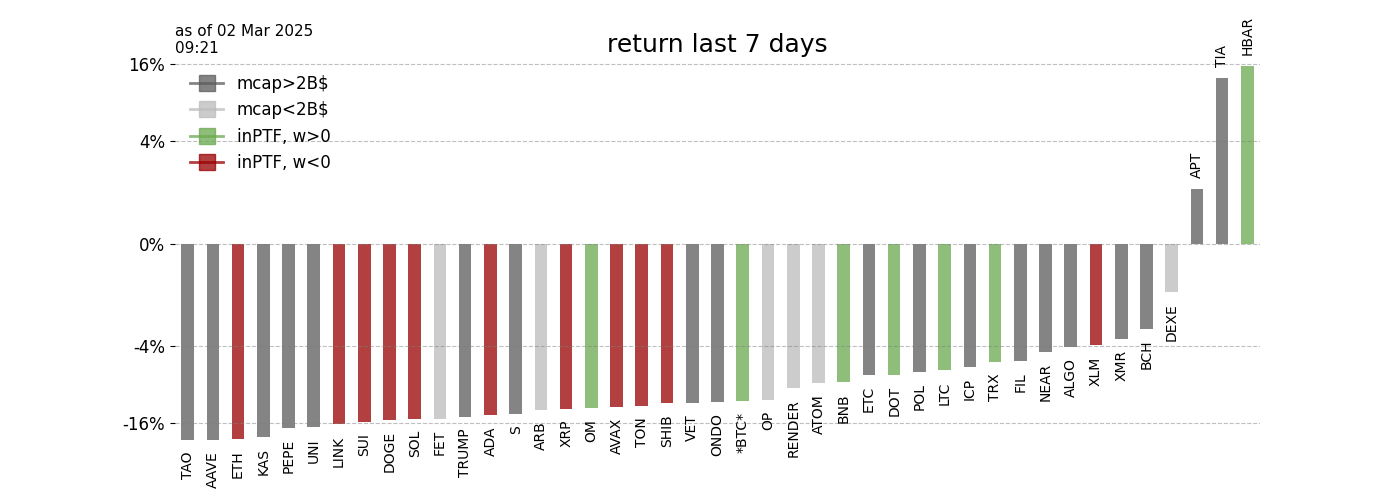 as of 02 Mar 2025
09:21
return last 7 days
16%
4%
0%
-4%
-16%
mcap>2B$
mcap<2B$
inPTF, w>0
inPTF, w<0
TAO
AAVE
ETH
KAS
PEPE
UNI
LINK
SUI
DOGE
SOL
FET
TRUMP
ADA
S
ARB
XRP
OM
AVAX
TON
SHIB
VET
ONDO
*BTC*
OP
RENDER
ATOM
BNB
ETC
DOT
POL
LTC
ICP
TRX
FIL
NEAR
ALGO
XLM
XMR
BCH
DEXE
APT
TIA
HBAR